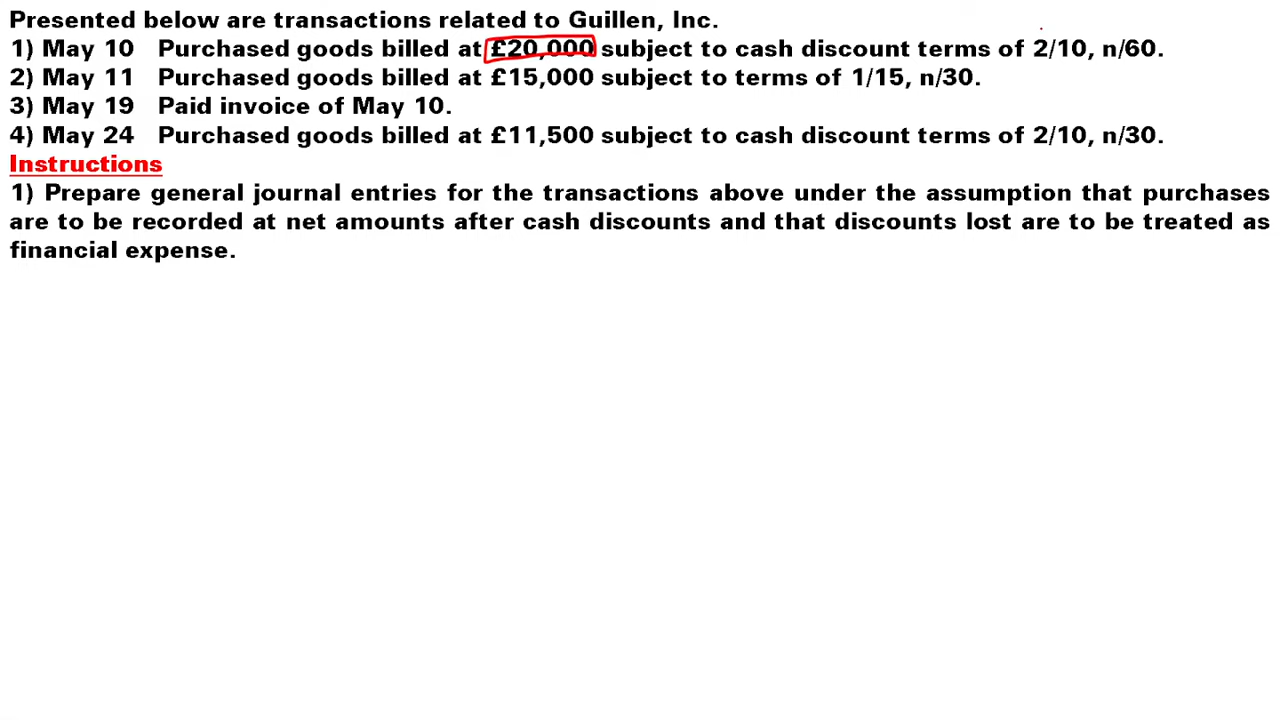 Presented below are transactions related to Guillen, Inc.
1) May 10 Purchased goods billed at £20,000 subject to cash discount terms of 2/10, n/60.
2) May 11 Purchased goods billed at £15,000 subject to terms of 1/15, n/30.
3) May 19 Paid invoice of May 10.
4) May 24 Purchased goods billed at £11,500 subject to cash discount terms of 2/10, n/30.
Instructions
1) Prepare general journal entries for the transactions above under the assumption that purchases
are to be recorded at net amounts after cash discounts and that discounts lost are to be treated as
financial expense.